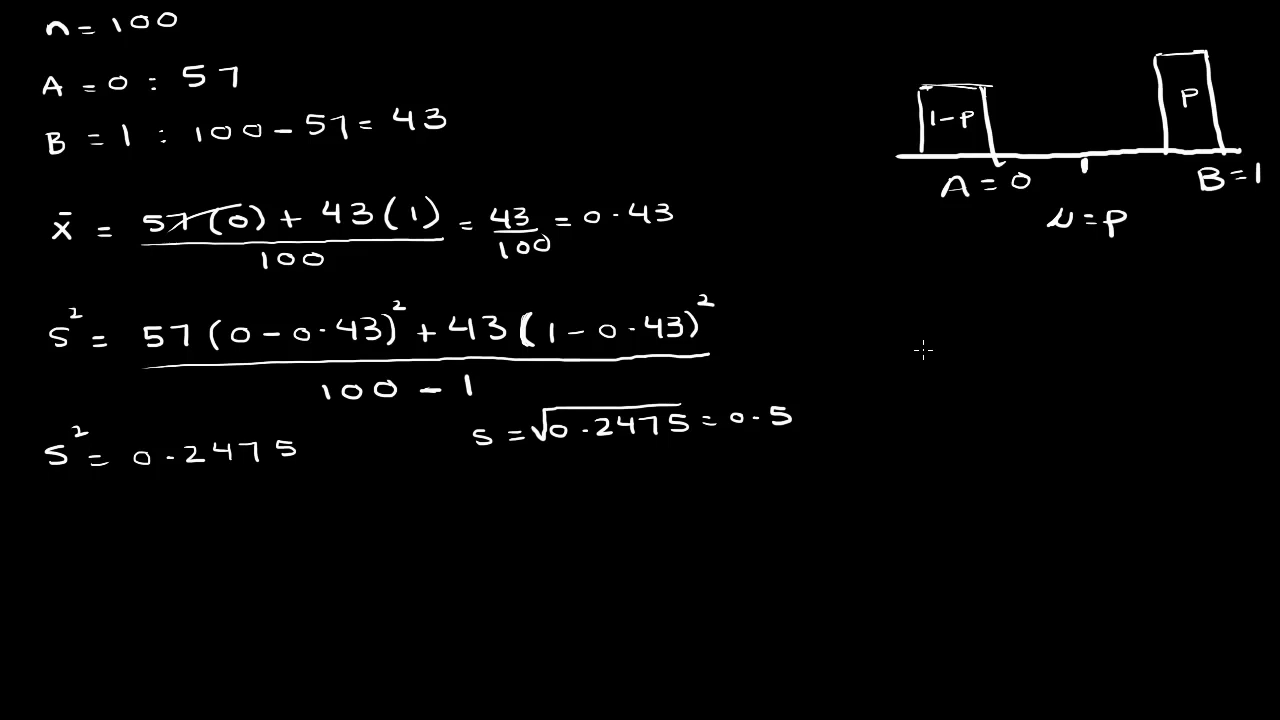 n = 100
A = 0 : 57
B = 1 : 100 - 57 = 43
x̄ = 57(0) + 43(1) / 100 = 43/100 = 0.43
s² = 57(0 - 0.43)² + 43(1 - 0.43)² / 100 - 1
s² = 0.2475
s = √0.2475 = 0.5
1-p
p
A = 0
B = 1
μ = p